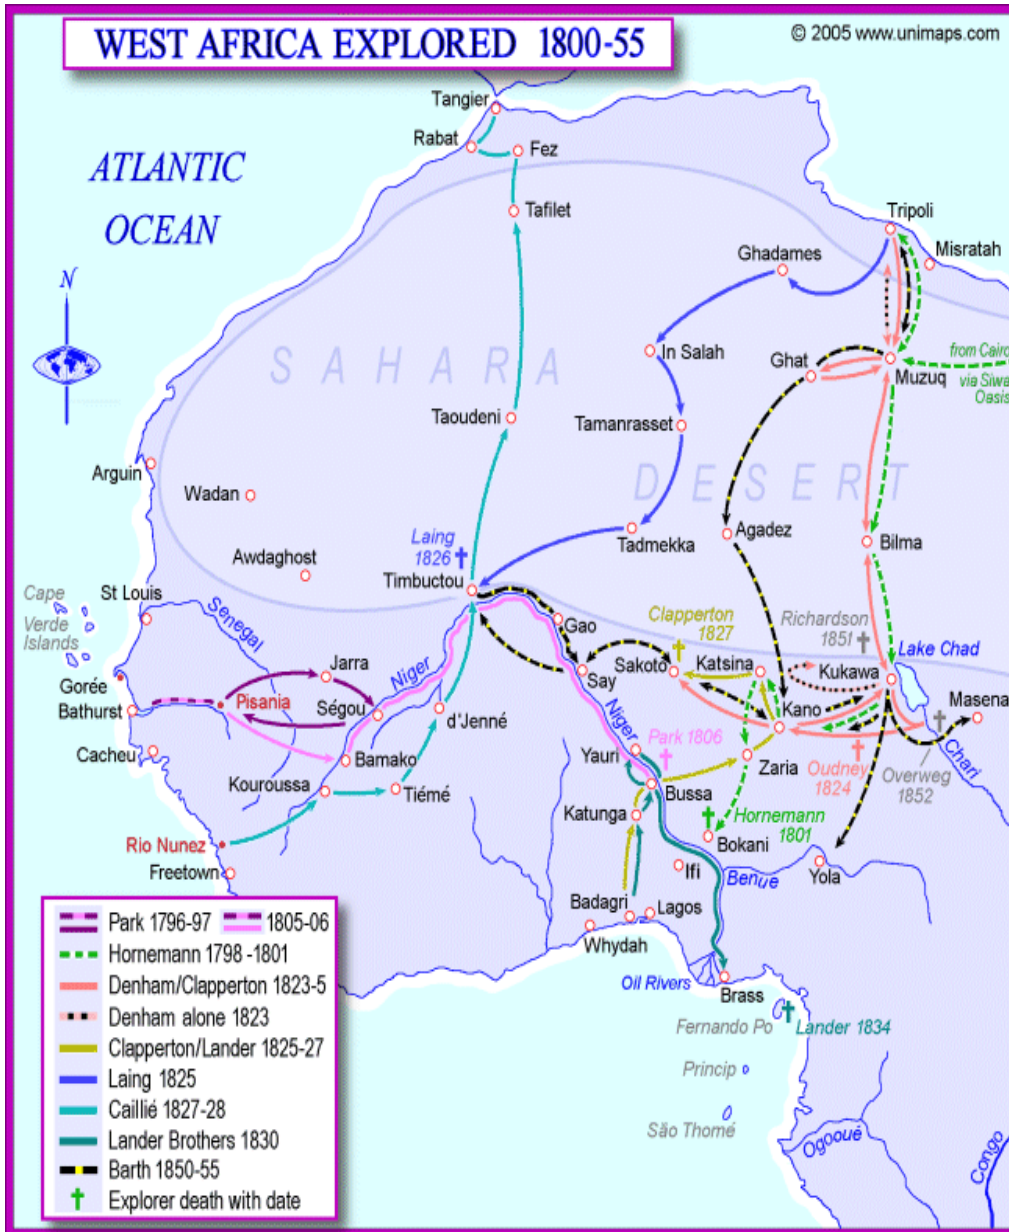 WEST AFRICA EXPLORED 1800-55
© 2005 www.unimaps.com
ATLANTIC
OCEAN
N
Tangier
Rabat
Fez
Tafilet
Tripoli
Misratah
Ghadames
In Salah
Ghat
Muzuq
from Cairo
via Siwa
Oasis
SAHARA
DESERT
Taoudeni
Tamanrasset
Arguin
Wadan
Awdaghost
Laing
1826
Timbuctou
Tadmekka
Agadez
Bilma
Cape
Verde
Islands
St Louis
Senegal
Gorée
Bathurst
Pisania
Jarra
Niger
Ségou
Cacheu
Bamako
d'Jenné
Kouroussa
Tiémé
Rio Nunez
Freetown
Gao
Say
Clapperton
1827
Sakoto
Katsina
Richardson
1851
Kukawa
Lake Chad
Masena
Kano
Niger
Park 1806
Yauri
Zaria
Oudney
1824
Overweg
1852
Chari
Bussa
Katunga
Hornemann
1801
Bokani
Ifi
Benue
Yola
Badagri
Lagos
Whydah
Oil Rivers
Brass
Fernando Po
Lander 1834
Princip
São Thomé
Ogooué
Congo
Park 1796-97
1805-06
Hornemann 1798 -1801
Denham/Clapperton 1823-5
Denham alone 1823
Clapperton/Lander 1825-27
Laing 1825
Caillié 1827-28
Lander Brothers 1830
Barth 1850-55
Explorer death with date